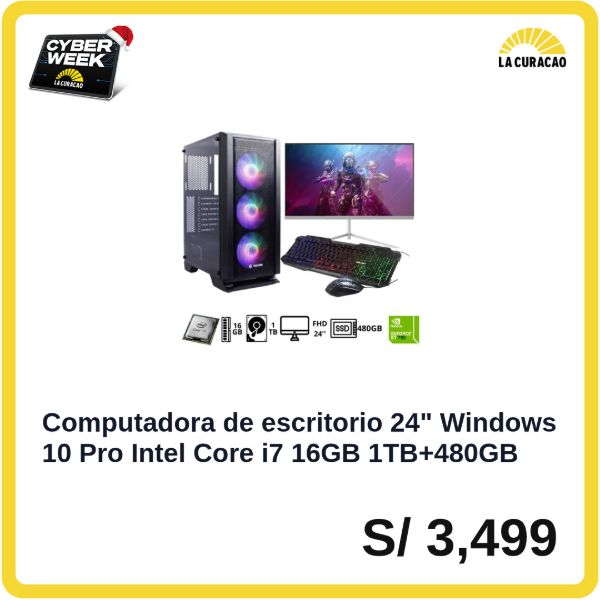 CYBER
WEEK
LA CURACAO
LA CURACAO
16
GB
1
TB
FHD
24"
SSD
480GB
Computadora de escritorio 24" Windows
10 Pro Intel Core i7 16GB 1TB+480GB
S/ 3,499